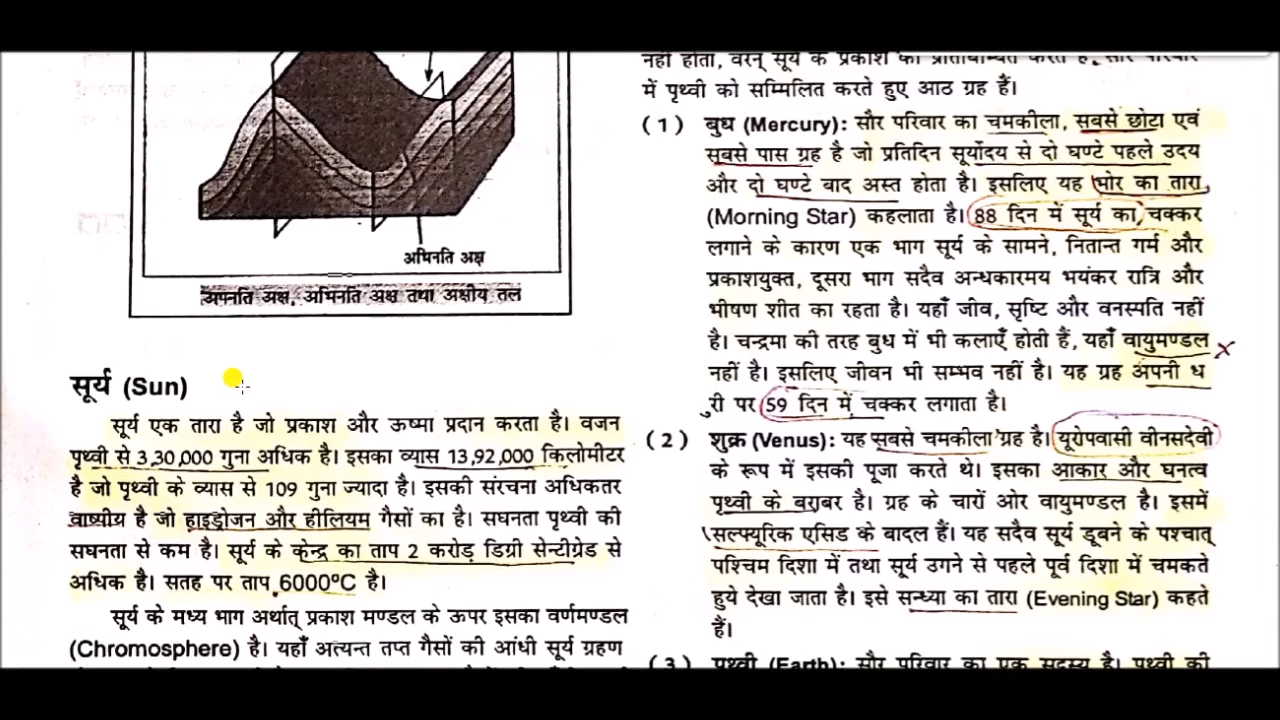 अभिनति अक्ष
अपनति अक्ष, अभिनति अक्ष तथा अक्षीय तल
सूर्य (Sun)
सूर्य एक तारा है जो प्रकाश और ऊष्मा प्रदान करता है। वजन
पृथ्वी से 3,30,000 गुना अधिक है। इसका व्यास 13,92,000 किलोमीटर
है जो पृथ्वी के व्यास से 109 गुना ज्यादा है। इसकी संरचना अधिकतर
वाष्पीय है जो हाइड्रोजन और हीलियम गैसों का है। सघनता पृथ्वी की
सघनता से कम है। सूर्य के केन्द्र का ताप 2 करोड़ डिग्री सेन्टीग्रेड से
अधिक है। सतह पर ताप 6000°C है।
सूर्य के मध्य भाग अर्थात् प्रकाश मण्डल के ऊपर इसका वर्णमण्डल
(Chromosphere) है। यहाँ अत्यन्त तप्त गैसों की आंधी सूर्य ग्रहण
नहीं होता, वरन् सूर्य के प्रकाश को
में पृथ्वी को सम्मिलित करते हुए आठ ग्रह हैं।
(1) बुध (Mercury): सौर परिवार का चमकीला, सबसे छोटा एवं
सबसे पास ग्रह है जो प्रतिदिन सूर्योदय से दो घण्टे पहले उदय
और दो घण्टे बाद अस्त होता है। इसलिए यह भोर का तारा
(Morning Star) कहलाता है। 88 दिन में सूर्य का चक्कर
लगाने के कारण एक भाग सूर्य के सामने, नितान्त गर्म और
प्रकाशयुक्त, दूसरा भाग सदैव अन्धकारमय भयंकर रात्रि और
भीषण शीत का रहता है। यहाँ जीव, सृष्टि और वनस्पति नहीं
है। चन्द्रमा की तरह बुध में भी कलाएँ होती हैं, यहाँ वायुमण्डल
नहीं है। इसलिए जीवन भी सम्भव नहीं है। यह ग्रह अपनी ध
ुरी पर 59 दिन में चक्कर लगाता है।
(2) शुक्र (Venus): यह सबसे चमकीला ग्रह है। यूरोपवासी वीनसदेवी
के रूप में इसकी पूजा करते थे। इसका आकार और घनत्व
पृथ्वी के बराबर है। ग्रह के चारों ओर वायुमण्डल है। इसमें
सल्फ्यूरिक एसिड के बादल हैं। यह सदैव सूर्य डूबने के पश्चात्
पश्चिम दिशा में तथा सूर्य उगने से पहले पूर्व दिशा में चमकते
हुये देखा जाता है। इसे सन्ध्या का तारा (Evening Star) कहते
हैं।
(3) पृथ्वी (Earth): सौर परिवार का एक सदस्य है। पृथ्वी की